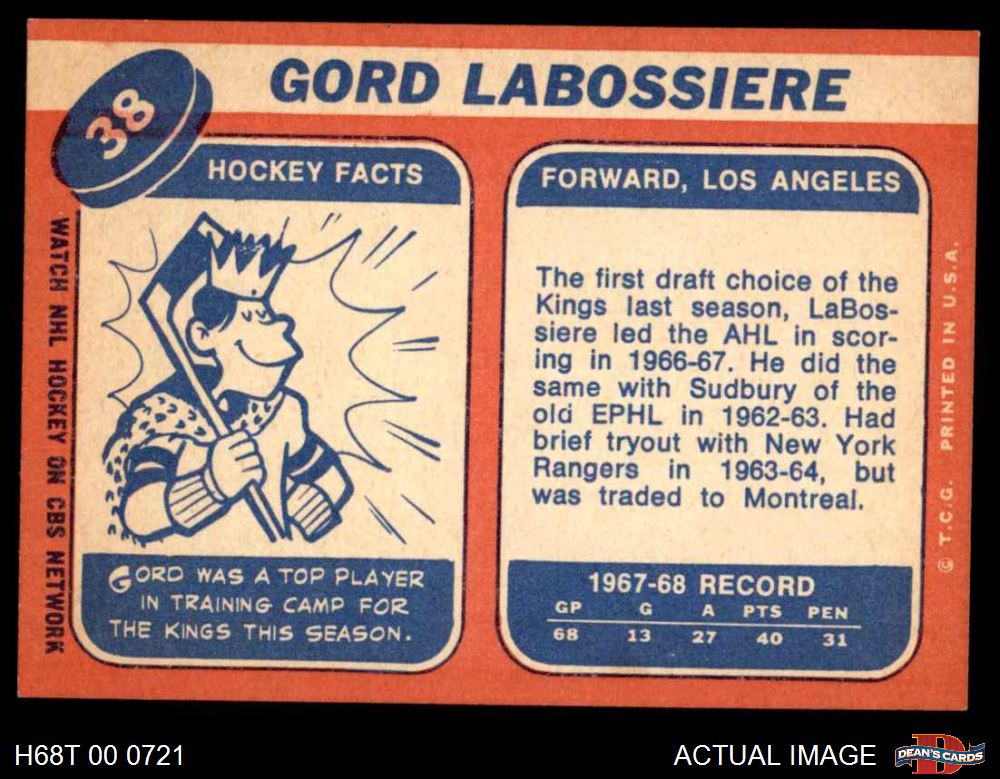 38
GORD LABOSSIERE
HOCKEY FACTS
GORD WAS A TOP PLAYER
IN TRAINING CAMP FOR
THE KINGS THIS SEASON.
WATCH NHL HOCKEY ON CBS NETWORK
FORWARD, LOS ANGELES
The first draft choice of the
Kings last season, LaBos-
siere led the AHL in scor-
ing in 1966-67. He did the
same with Sudbury of the
old EPHL in 1962-63. Had
brief tryout with New York
Rangers in 1963-64, but
was traded to Montreal.
1967-68 RECORD
GP G A PTS PEN
68 13 27 40 31
© T.C.G. PRINTED IN U.S.A.
H68T 00 0721
ACTUAL IMAGE
D
DEAN'S CARDS